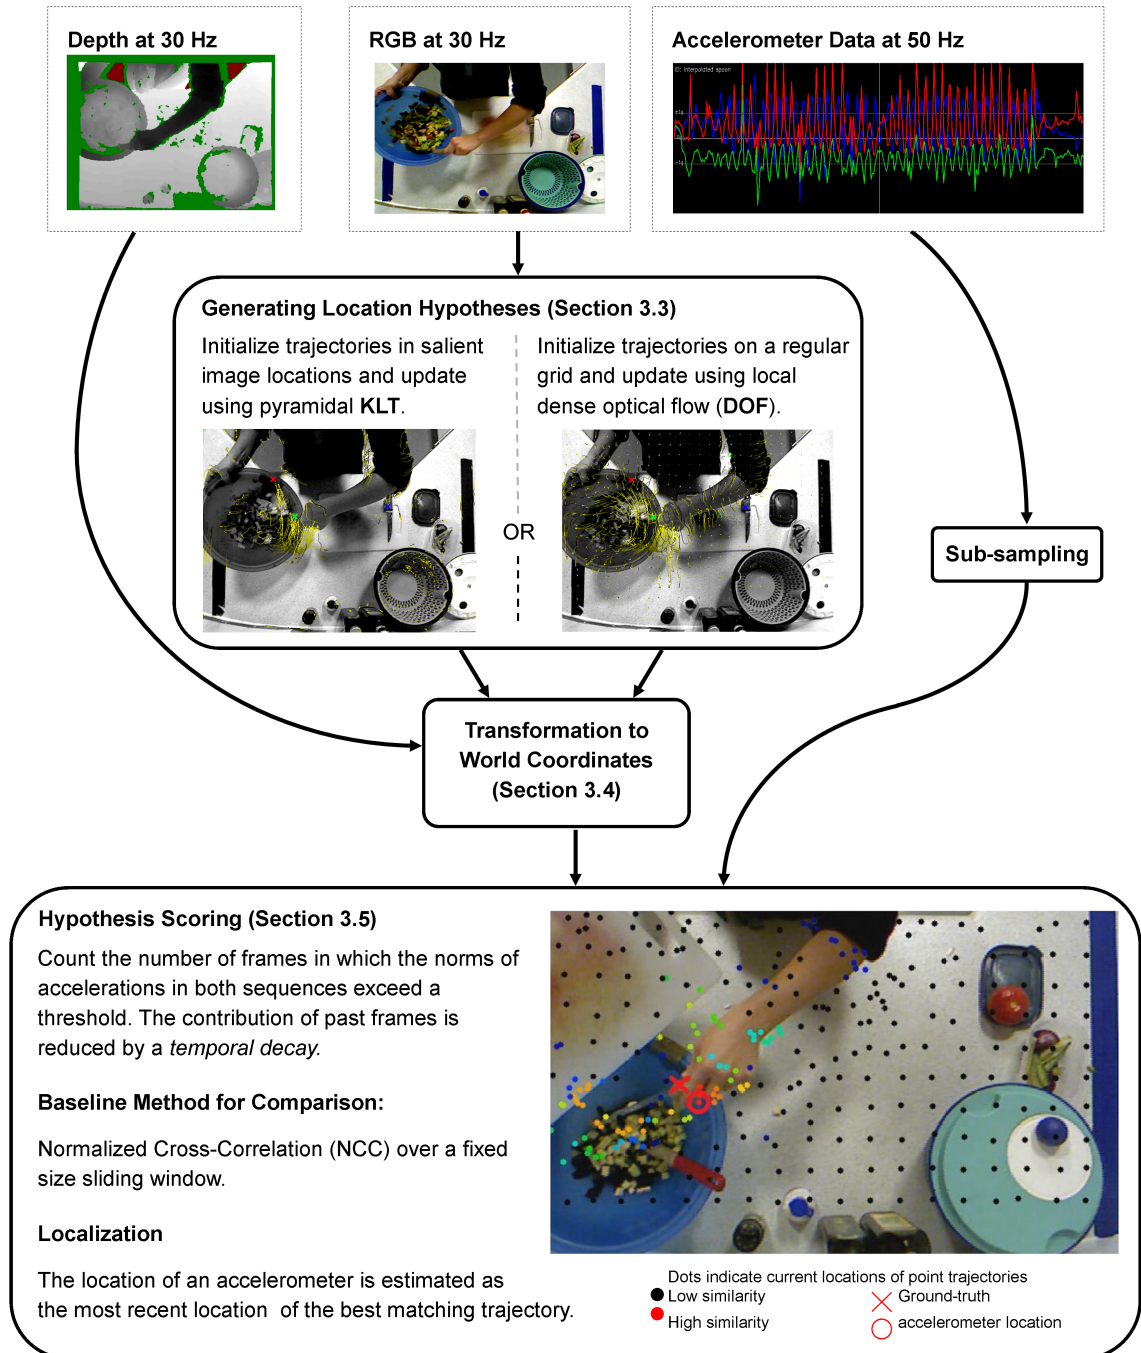 Depth at 30 Hz
RGB at 30 Hz
Accelerometer Data at 50 Hz
ID: Interpolated spoon
+1g
-1g
Generating Location Hypotheses (Section 3.3)
Initialize trajectories in salient
image locations and update
using pyramidal KLT.
OR
Initialize trajectories on a regular
grid and update using local
dense optical flow (DOF).
Sub-sampling
Transformation to
World Coordinates
(Section 3.4)
Hypothesis Scoring (Section 3.5)
Count the number of frames in which the norms of
accelerations in both sequences exceed a
threshold. The contribution of past frames is
reduced by a temporal decay.
Baseline Method for Comparison:
Normalized Cross-Correlation (NCC) over a fixed
size sliding window.
Localization
The location of an accelerometer is estimated as
the most recent location of the best matching trajectory.
Dots indicate current locations of point trajectories
Low similarity
Ground-truth
High similarity
accelerometer location